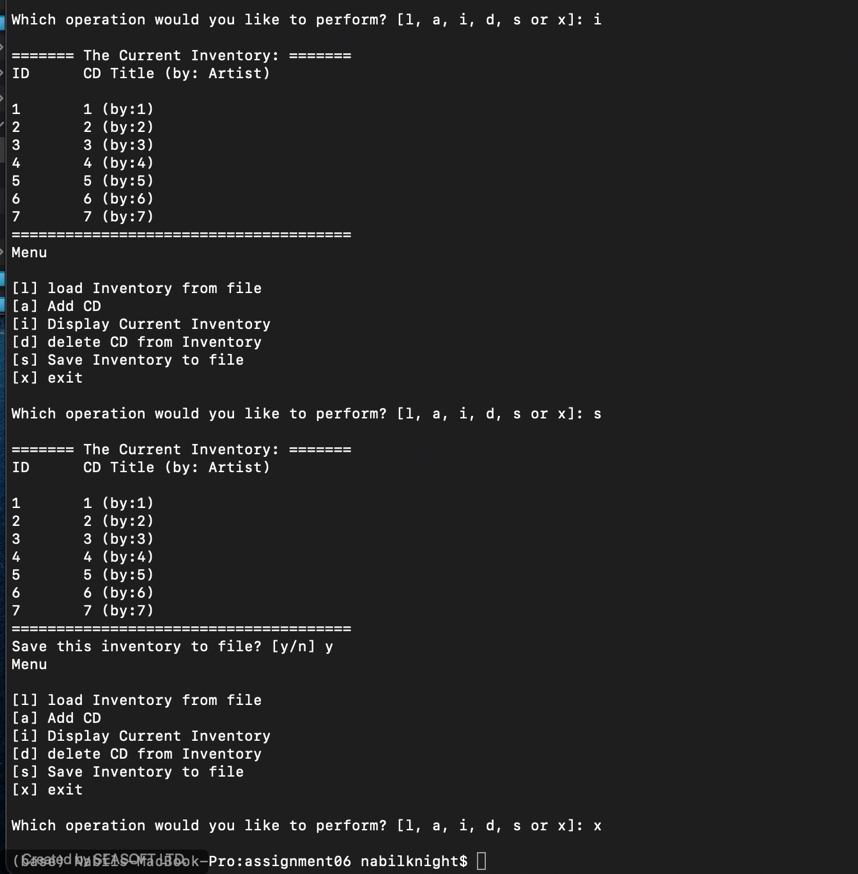 Which operation would you like to perform? [l, a, i, d, s or x]: i
======= The Current Inventory: =======
ID CD Title (by: Artist)
1 1 (by:1)
2 2 (by:2)
3 3 (by:3)
4 4 (by:4)
5 5 (by:5)
6 6 (by:6)
7 7 (by:7)
======================================
Menu
[l] load Inventory from file
[a] Add CD
[i] Display Current Inventory
[d] delete CD from Inventory
[s] Save Inventory to file
[x] exit
Which operation would you like to perform? [l, a, i, d, s or x]: s
======= The Current Inventory: =======
ID CD Title (by: Artist)
1 1 (by:1)
2 2 (by:2)
3 3 (by:3)
4 4 (by:4)
5 5 (by:5)
6 6 (by:6)
7 7 (by:7)
======================================
Save this inventory to file? [y/n] y
Menu
[l] load Inventory from file
[a] Add CD
[i] Display Current Inventory
[d] delete CD from Inventory
[s] Save Inventory to file
[x] exit
Which operation would you like to perform? [l, a, i, d, s or x]: x
(base) Nabils-MacBook-Pro:assignment06 nabilknight$
Created by SEASOFT LTD.